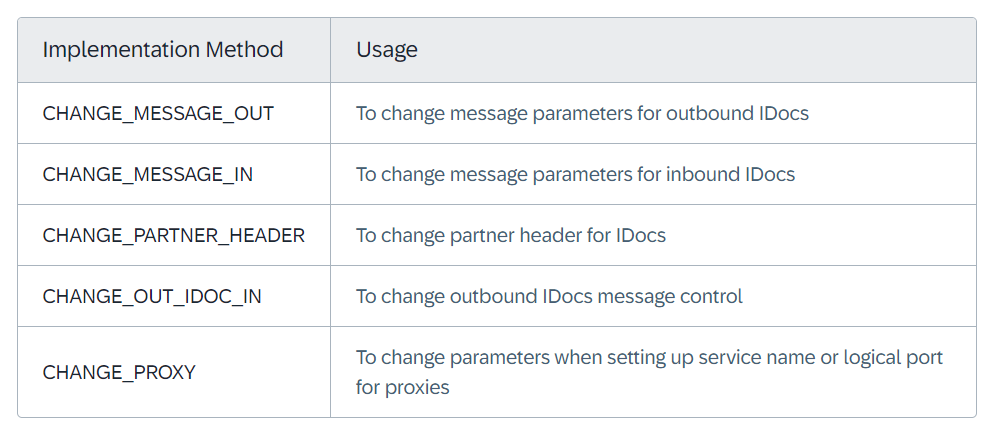 Implementation Method Usage
CHANGE_MESSAGE_OUT To change message parameters for outbound IDocs
CHANGE_MESSAGE_IN To change message parameters for inbound IDocs
CHANGE_PARTNER_HEADER To change partner header for IDocs
CHANGE_OUT_IDOC_IN To change outbound IDocs message control
CHANGE_PROXY To change parameters when setting up service name or logical port
for proxies